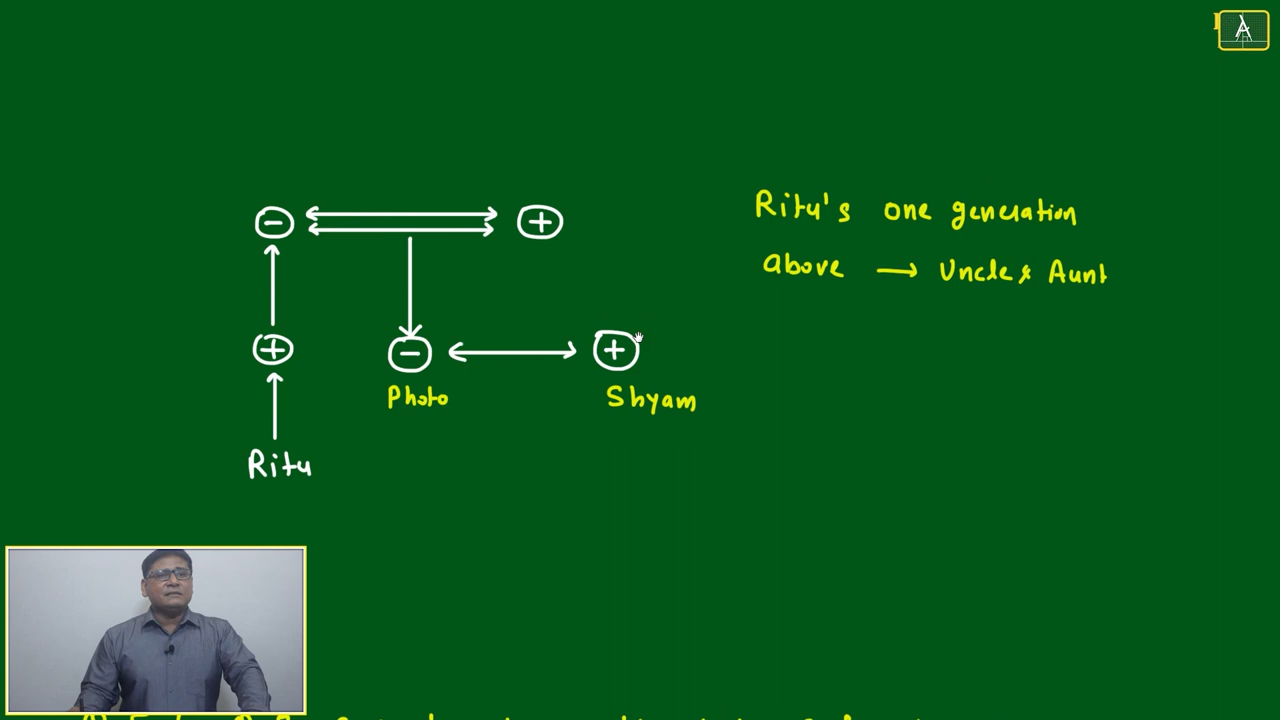 Ritu's one generation
above → Uncle & Aunt
Photo
Shyam
Ritu